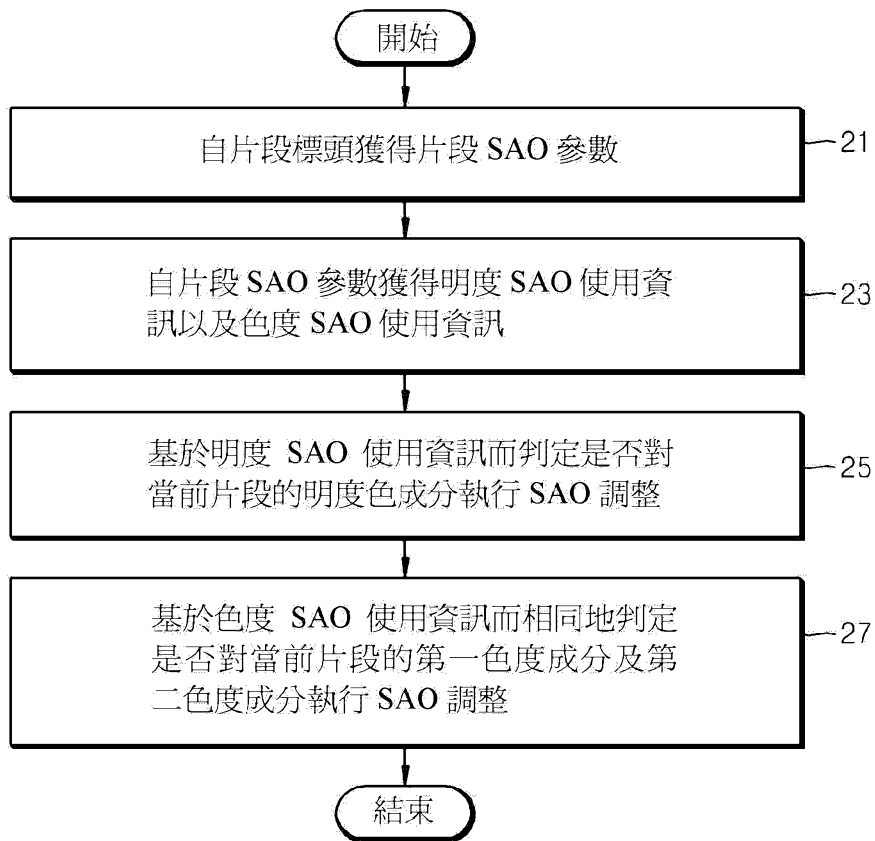 開始
自片段標頭獲得片段 SAO 參數
21
自片段 SAO 參數獲得明度 SAO 使用資
訊以及色度 SAO 使用資訊
23
基於明度 SAO 使用資訊而判定是否對
當前片段的明度色成分執行 SAO 調整
25
基於色度 SAO 使用資訊而相同地判定
是否對當前片段的第一色度成分及第
二色度成分執行 SAO 調整
27
結束